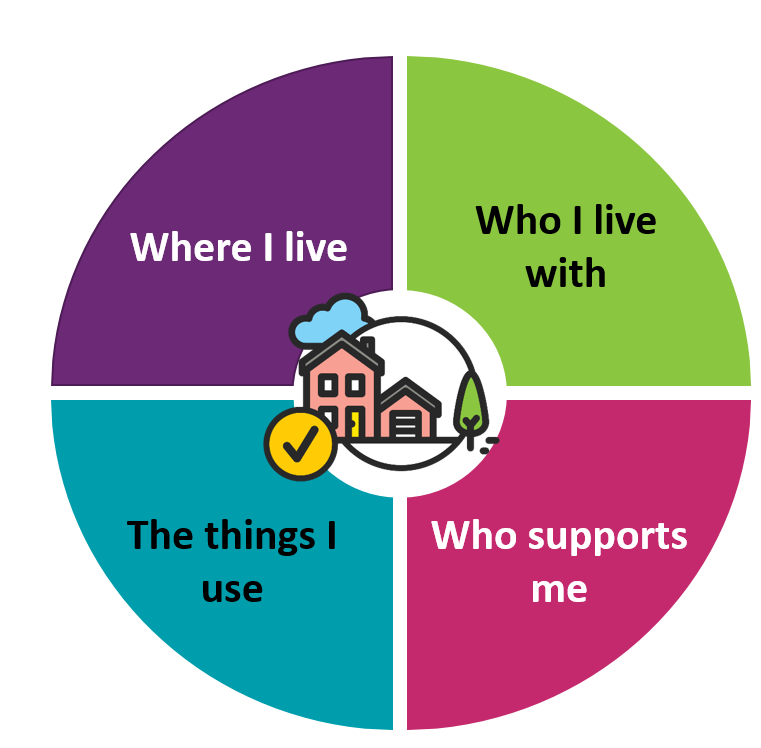 Where I live
Who I live
with
The things I
use
Who supports
me